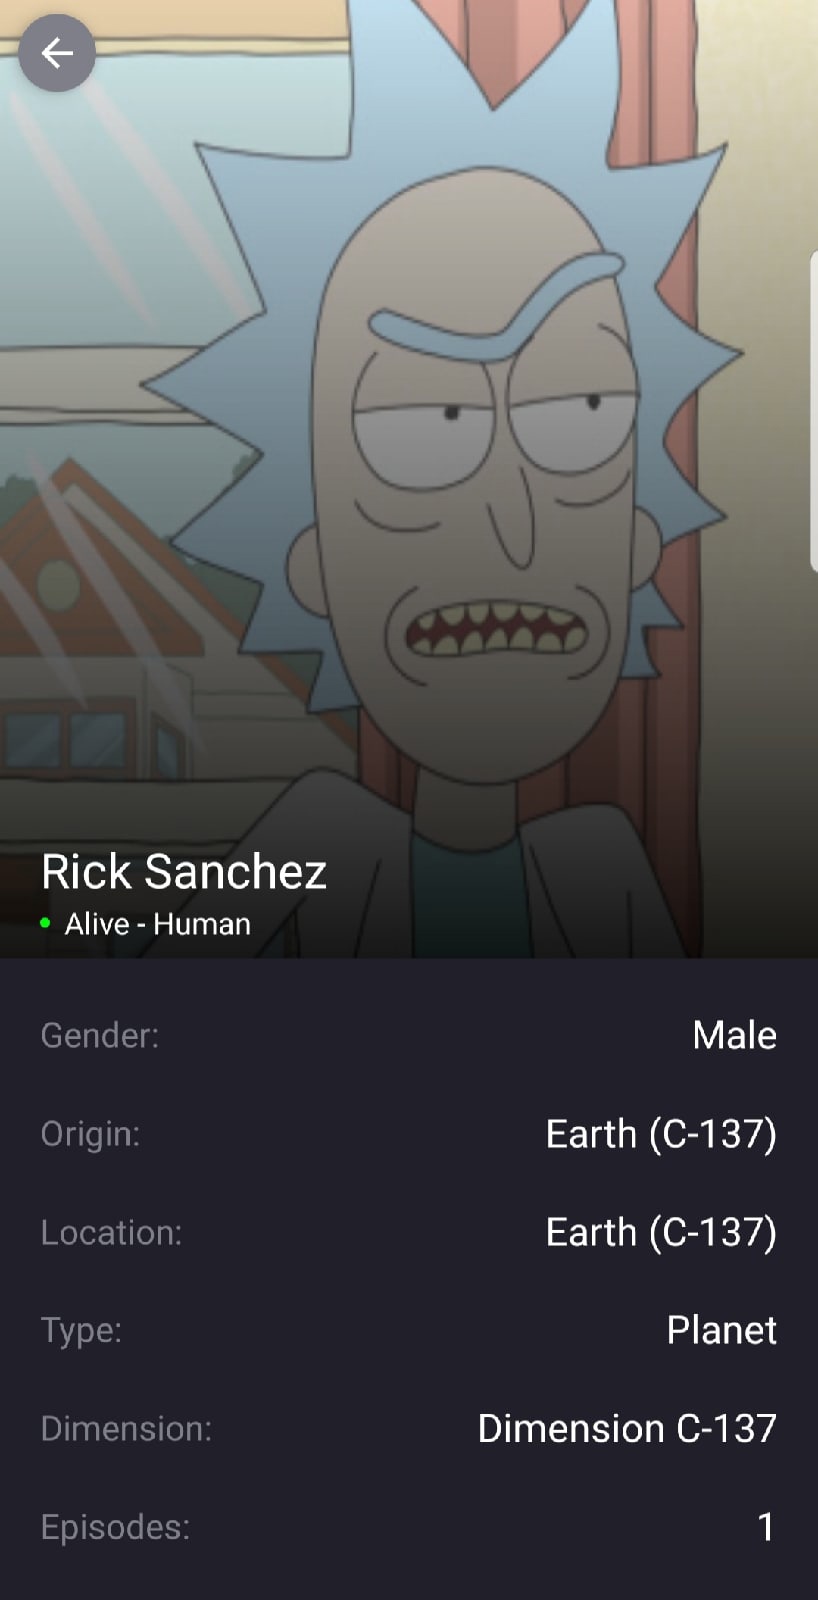 Rick Sanchez
Alive - Human
Gender: Male
Origin: Earth (C-137)
Location: Earth (C-137)
Type: Planet
Dimension: Dimension C-137
Episodes: 1